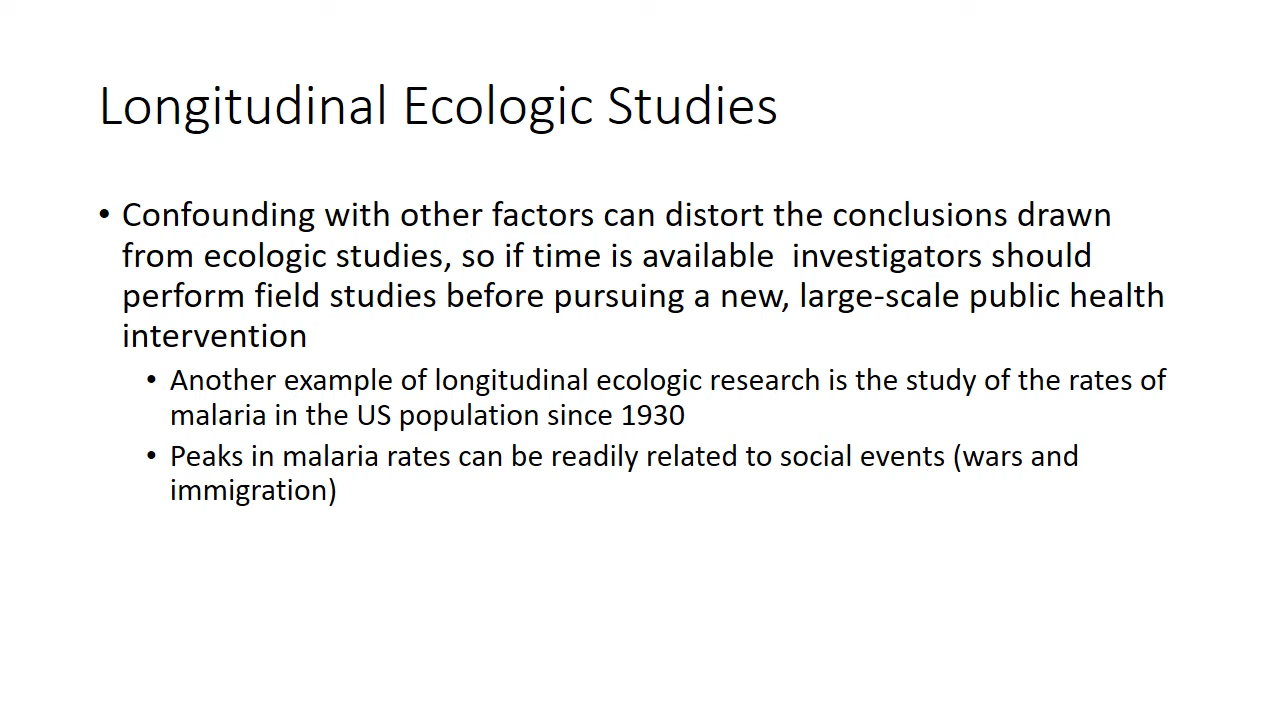 Longitudinal Ecologic Studies
• Confounding with other factors can distort the conclusions drawn
from ecologic studies, so if time is available  investigators should
perform field studies before pursuing a new, large-scale public health
intervention
• Another example of longitudinal ecologic research is the study of the rates of
malaria in the US population since 1930
• Peaks in malaria rates can be readily related to social events (wars and
immigration)